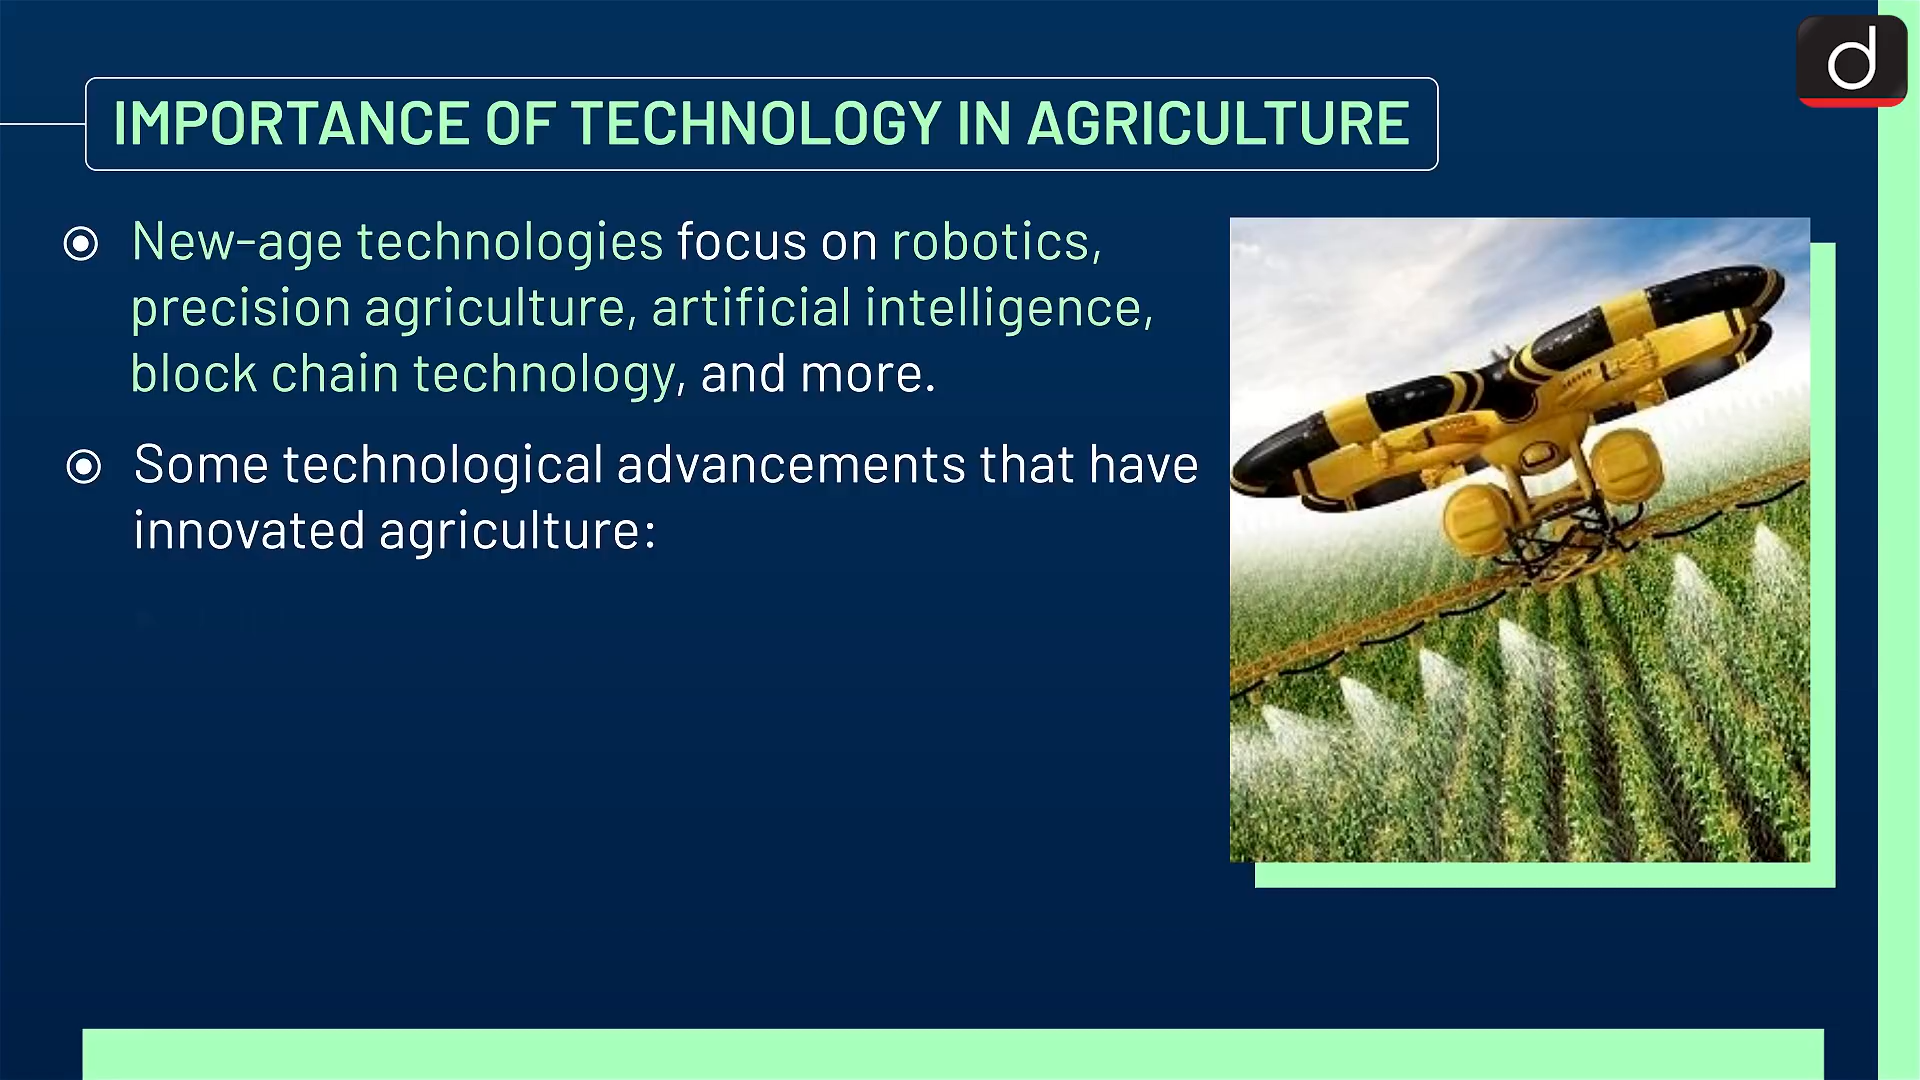 d
IMPORTANCE OF TECHNOLOGY IN AGRICULTURE
New-age technologies focus on robotics,
precision agriculture, artificial intelligence,
block chain technology, and more.
Some technological advancements that have
innovated agriculture: